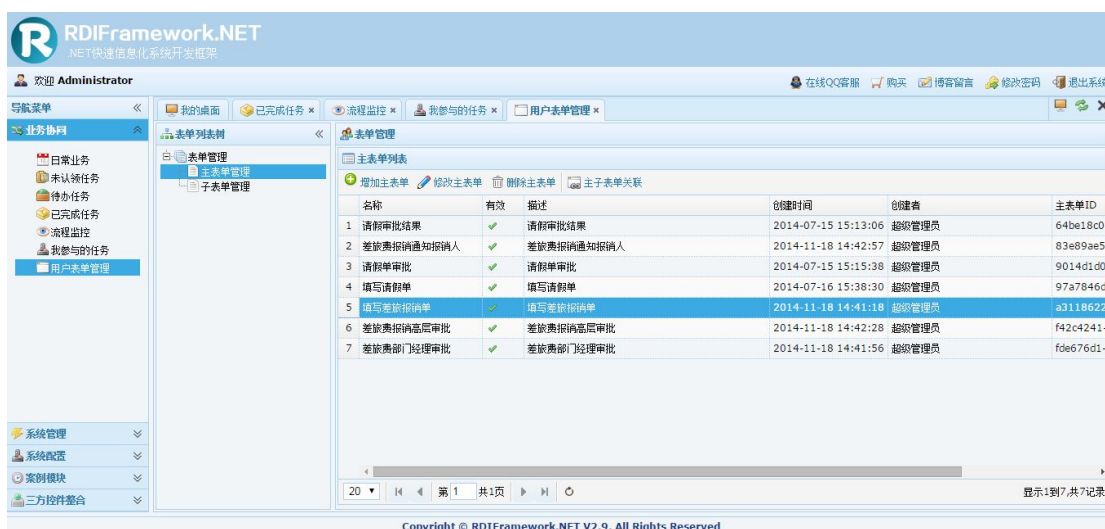 RDIFramework.NET
.NET快速信息化系统开发框架
欢迎 Administrator
在线QQ客服 购买 博客留言 修改密码 退出系统
导航菜单
我的桌面 已完成任务 流程监控 我参与的任务 用户表单管理
业务协同
日常业务
未认领任务
待办任务
已完成任务
流程监控
我参与的任务
用户表单管理
系统管理
系统配置
案例模块
三方控件整合
表单列表树
表单管理
主表单管理
子表单管理
表单管理
主表单列表
增加主表单 修改主表单 删除主表单 主子表单关联
名称 有效 描述 创建时间 创建者 主表单ID
1 请假审批结果 请假审批结果 2014-07-15 15:13:06 超级管理员 64be18c0
2 差旅费报销通知报销人 差旅费报销通知报销人 2014-11-18 14:42:57 超级管理员 83e89ae5
3 请假单审批 请假单审批 2014-07-15 15:15:38 超级管理员 9014d1d0
4 填写请假单 填写请假单 2014-07-16 15:38:30 超级管理员 97a7846d
5 填写差旅报销单 填写差旅报销单 2014-11-18 14:41:18 超级管理员 a3118622
6 差旅费报销高层审批 差旅费报销高层审批 2014-11-18 14:42:28 超级管理员 f42c4241-
7 差旅费部门经理审批 差旅费部门经理审批 2014-11-18 14:41:56 超级管理员 fde676d1-
20 第 1 共1页 显示1到7,共7记录
Copyright © RDIFramework.NET V2.9. All Rights Reserved